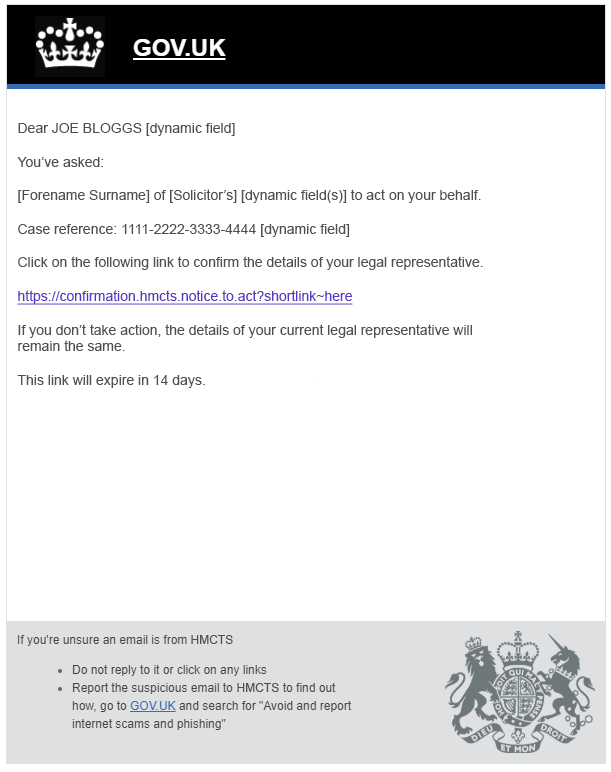 GOV.UK
Dear JOE BLOGGS [dynamic field]
You’ve asked:
[Forename Surname] of [Solicitor’s] [dynamic field(s)] to act on your behalf.
Case reference: 1111-2222-3333-4444 [dynamic field]
Click on the following link to confirm the details of your legal representative.
https://confirmation.hmcts.notice.to.act?shortlink~here
If you don’t take action, the details of your current legal representative will
remain the same.
This link will expire in 14 days.
If you're unsure an email is from HMCTS
• Do not reply to it or click on any links
• Report the suspicious email to HMCTS to find out
how, go to GOV.UK and search for "Avoid and report
internet scams and phishing"
DIEU ET MON DROIT